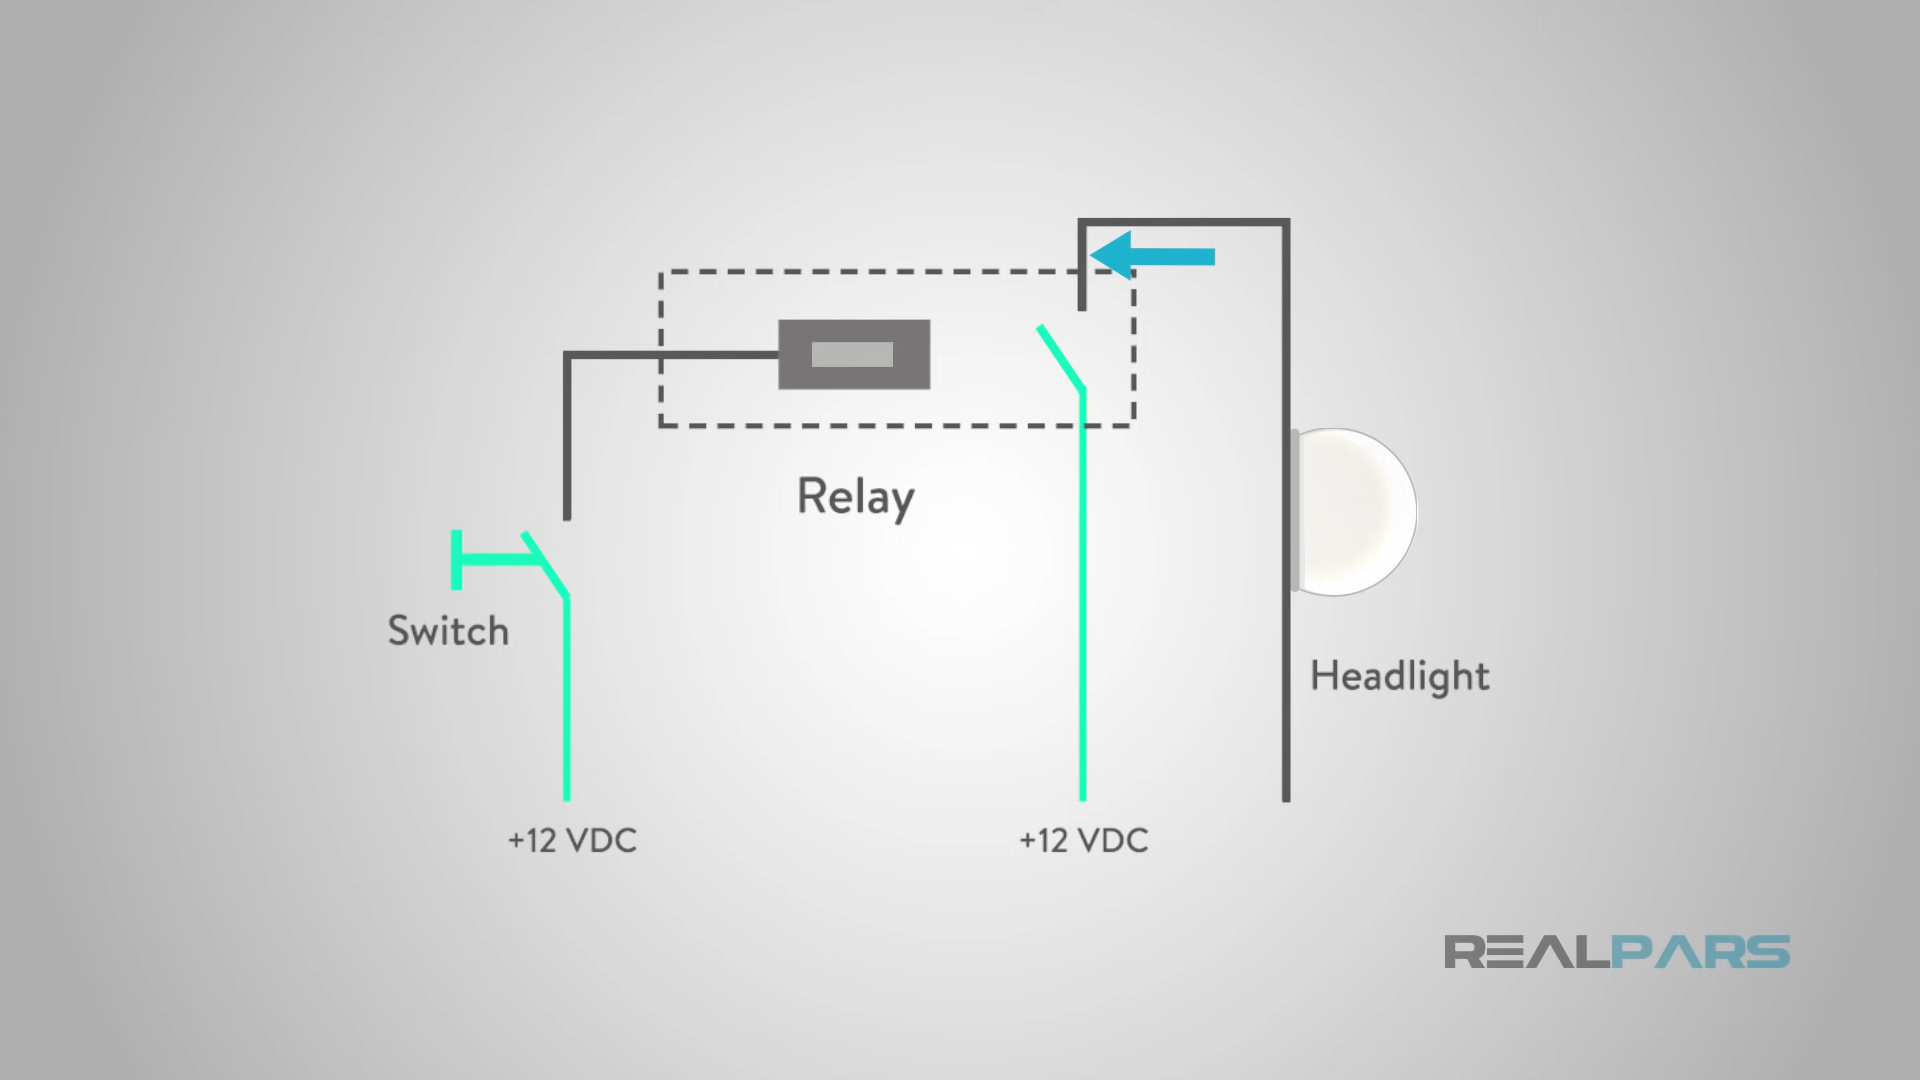 Relay
Switch
Headlight
+12 VDC
+12 VDC
REALPARS